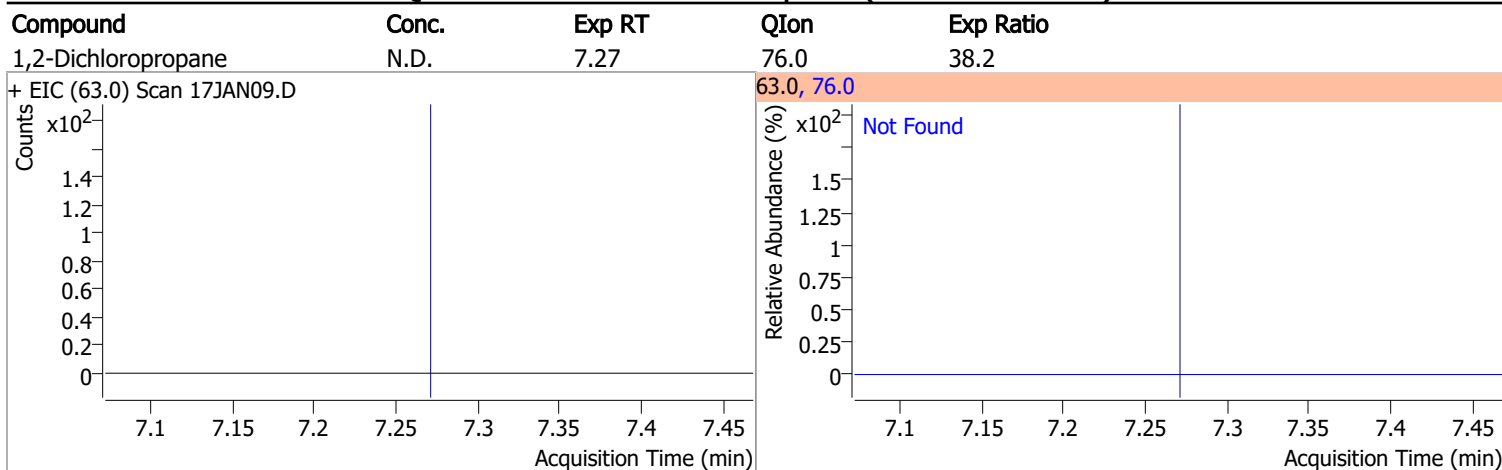 Compound Conc. Exp RT QIon Exp Ratio
1,2-Dichloropropane N.D. 7.27 76.0 38.2
+ EIC (63.0) Scan 17JAN09.D
Counts
x10²
1.4
1.2
1
0.8
0.6
0.4
0.2
0
7.1 7.15 7.2 7.25 7.3 7.35 7.4 7.45
Acquisition Time (min)
63.0, 76.0
Relative Abundance (%)
x10²
Not Found
1.5
1.25
1
0.75
0.5
0.25
0
7.1 7.15 7.2 7.25 7.3 7.35 7.4 7.45
Acquisition Time (min)